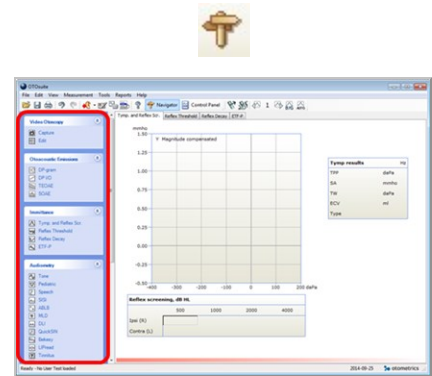 OTOsuite
File Edit View Measurement Tools Reports Help
Navigator Control Panel 1
Tymp. and Reflex Scr. Reflex Threshold Reflex Decay ETF-P
Video Otoscopy
Capture
Edit
Otoacoustic Emissions
DP-gram
DP I/O
TEOAE
SOAE
Immittance
Tymp. and Reflex Scr.
Reflex Threshold
Reflex Decay
ETF-P
Audiometry
Tone
Pediatric
Speech
SISI
ABLB
MLD
DLI
QuickSIN
Békésy
LiPread
Tinnitus
mmho
Y Magnitude compensated
1.50
1.25
1.00
0.75
0.50
0.25
0.00
-0.25
-0.50
-400 -300 -200 -100 0 100 200 daPa
Tymp results Hz
TPP daPa
SA mmho
TW daPa
ECV ml
Type
Reflex screening, dB HL
500 1000 2000 4000
Ipsi (R)
Contra (L)
Ready - No User Test loaded
2014-09-25 otometrics